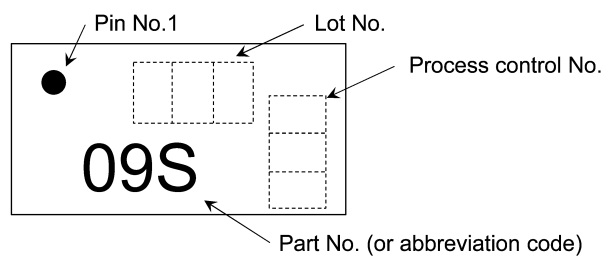 Pin No.1
Lot No.
Process control No.
09S
Part No. (or abbreviation code)